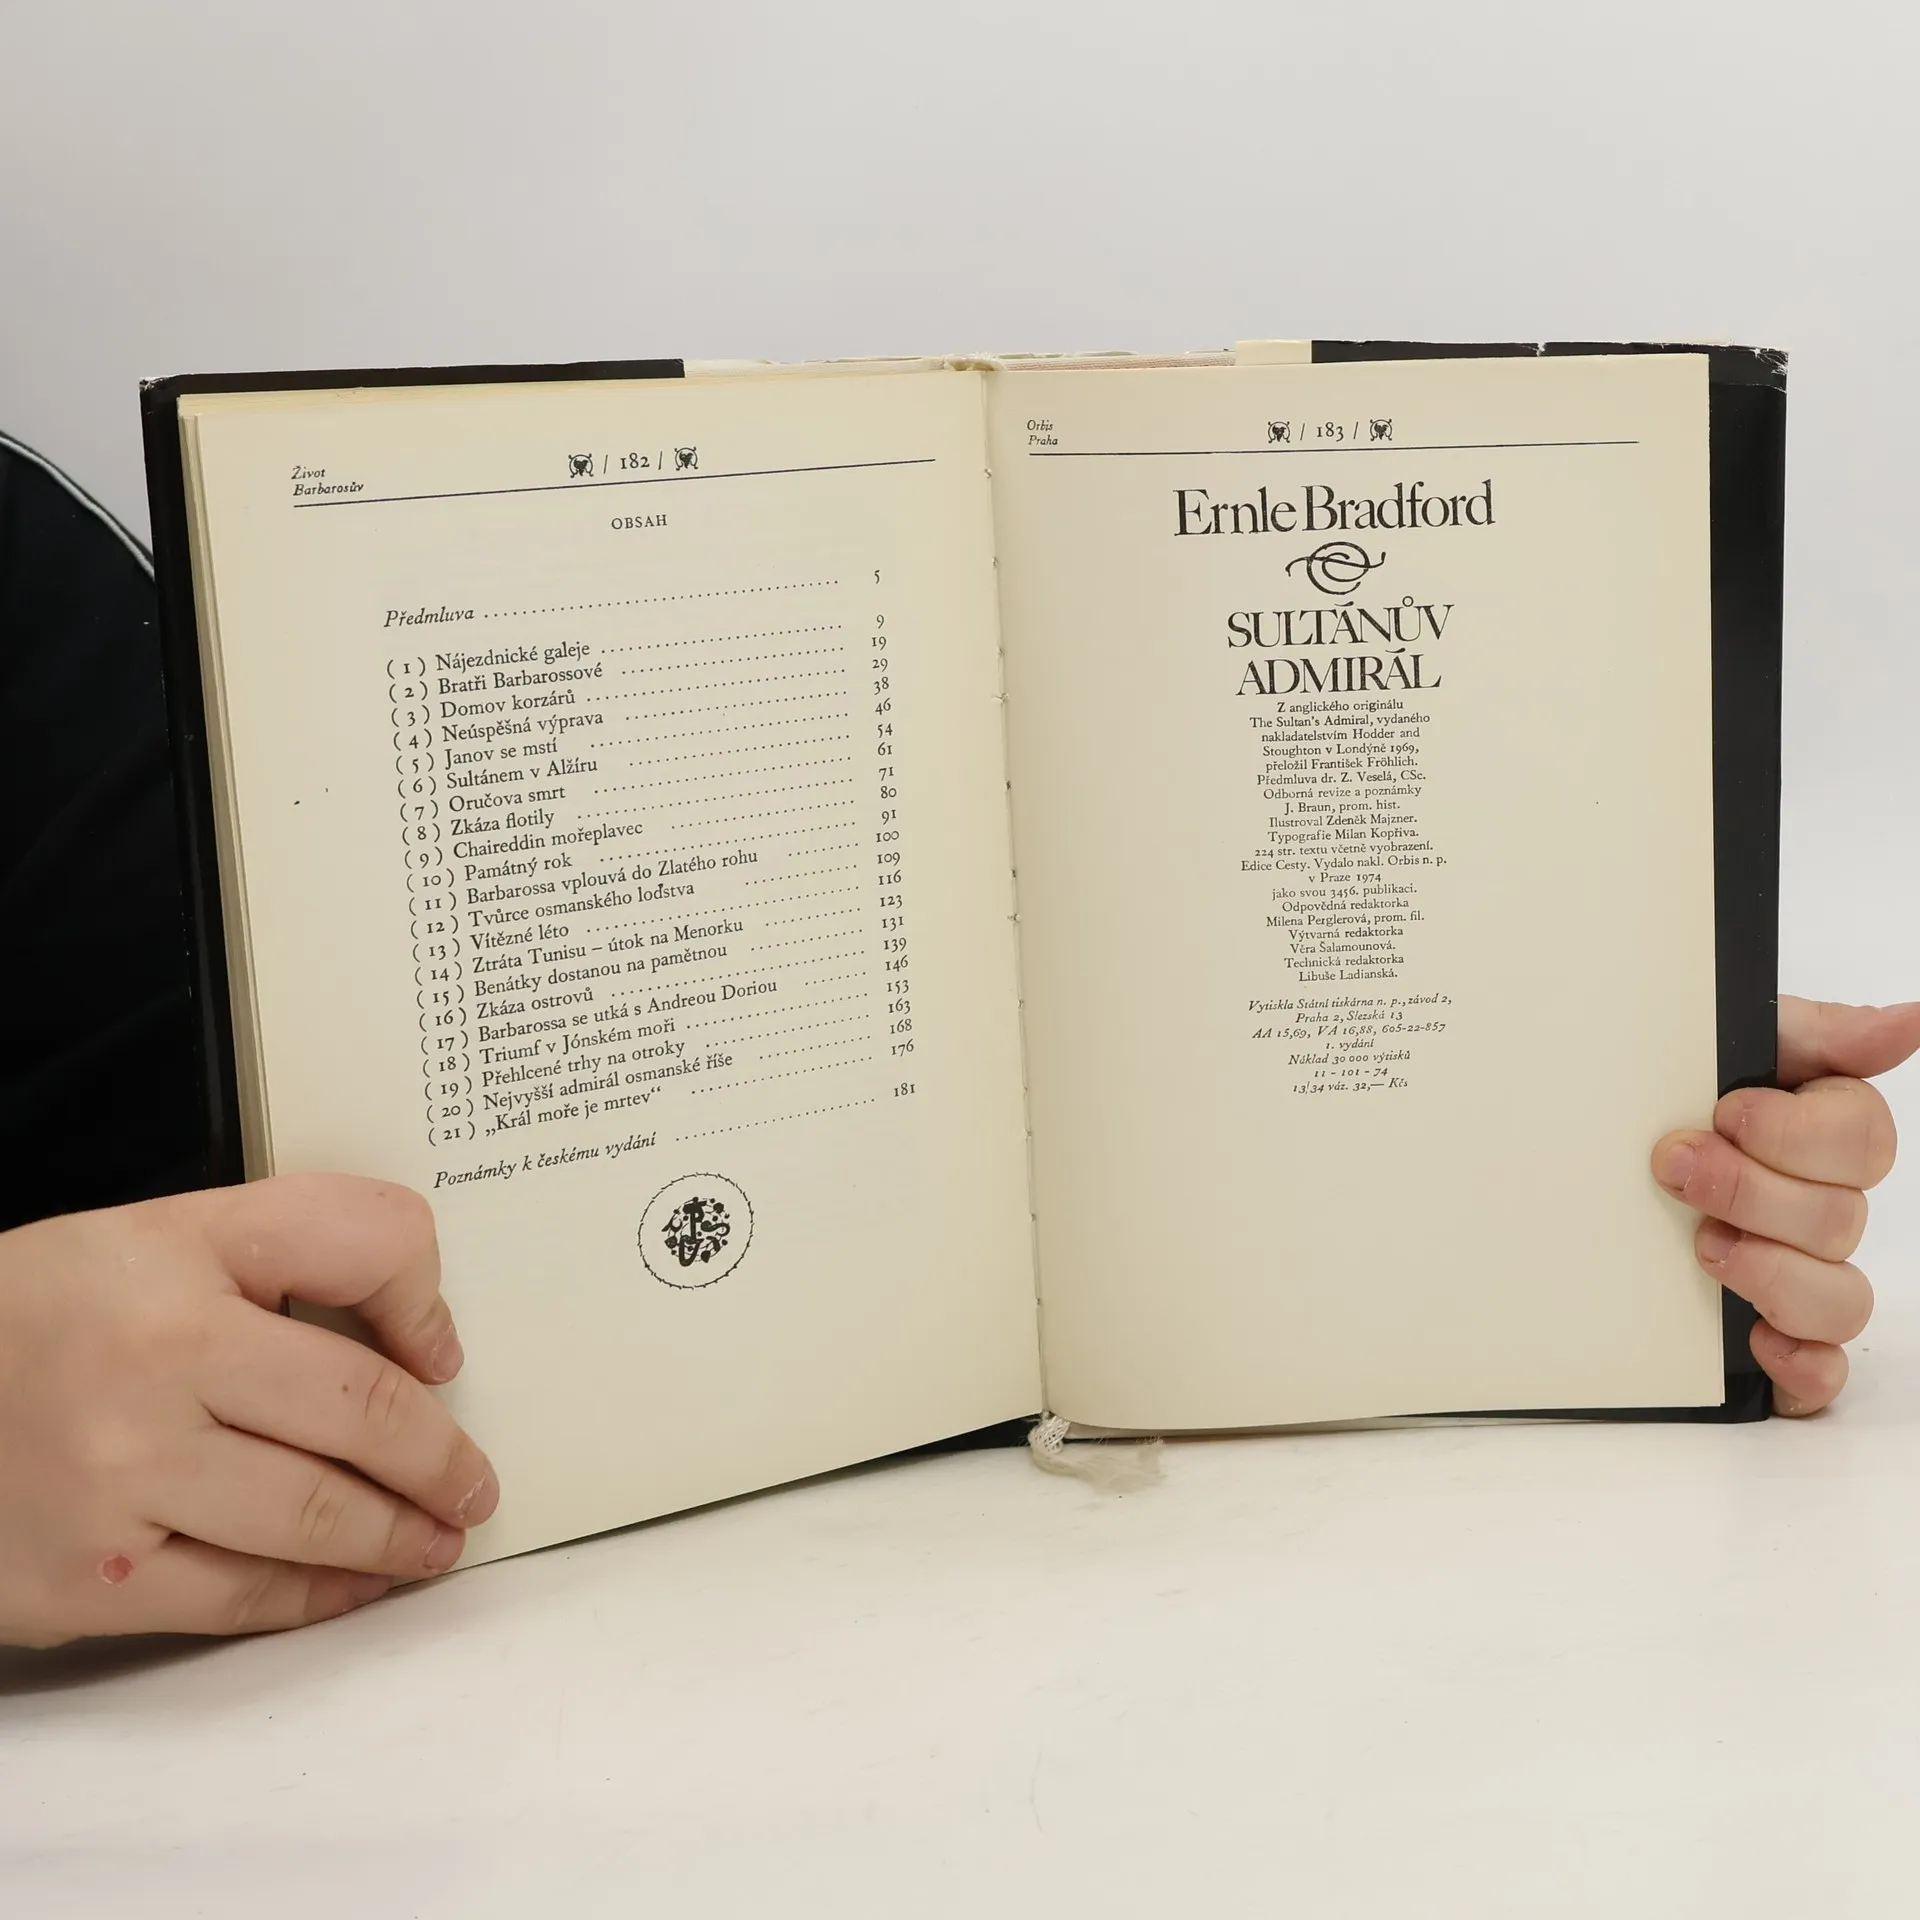 Život
Barbarosův
/ 182 /
OBSAH
Předmluva ........................................ 5
( 1 ) Nájezdnické galeje ........................................ 9
( 2 ) Bratři Barbarossové ........................................ 19
( 3 ) Domov korzárů ........................................ 29
( 4 ) Neúspěšná výprava ........................................ 38
( 5 ) Janov se mstí ........................................ 46
( 6 ) Sultánem v Alžíru ........................................ 54
( 7 ) Oručova smrt ........................................ 61
( 8 ) Zkáza flotily ........................................ 71
( 9 ) Chaireddin mořeplavec ........................................ 80
( 10 ) Památný rok ........................................ 91
( 11 ) Barbarossa vplouvá do Zlatého rohu ............ 100
( 12 ) Tvůrce osmanského loďstva .................... 109
( 13 ) Vítězné léto ........................................ 116
( 14 ) Ztráta Tunisu – útok na Menorku ............ 123
( 15 ) Benátky dostanou na pamětnou ............ 131
( 16 ) Zkáza ostrovů ........................................ 139
( 17 ) Barbarossa se utká s Andreou Doriou ........ 146
( 18 ) Triumf v Jónském moři .................... 153
( 19 ) Přehlcené trhy na otroky .................... 163
( 20 ) Nejvyšší admirál osmanské říše ............ 168
( 21 ) „Král moře je mrtev“ .................... 176
Poznámky k českému vydání .................... 181
Orbis
Praha
/ 183 /
Ernle Bradford
SULTÁNŮV
ADMIRÁL
Z anglického originálu
The Sultan's Admiral, vydaného
nakladatelstvím Hodder and
Stoughton v Londýně 1969,
přeložil František Fröhlich.
Předmluva dr. Z. Veselá, CSc.
Odborná revize a poznámky
J. Braun, prom. hist.
Ilustroval Zdeněk Majzner.
Typografie Milan Kopřiva.
224 str. textu včetně vyobrazení.
Edice Cesty. Vydalo nakl. Orbis n. p.
v Praze 1974
jako svou 3456. publikaci.
Odpovědná redaktorka
Milena Perglerová, prom. fil.
Výtvarná redaktorka
Věra Šalamounová.
Technická redaktorka
Libuše Ladianská.
Vytiskla Státní tiskárna n. p., závod 2,
Praha 2, Slezská 13
AA 15,69, VA 16,88, 605-22-857
1. vydání
Náklad 30 000 výtisků
11 - 101 - 74
13/34 váz. 32,— Kčs